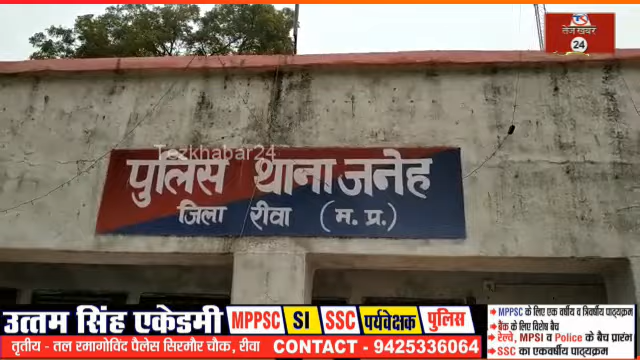 तेज खबर
24
Tezkhabar24
पुलिस थाना जनेह
जिला रीवा (म. प्र.)
उत्तम सिंह एकेडमी MPPSC SI SSC पर्यवेक्षक पुलिस
तृतीय - तल रमागोविंद पैलेस सिरमौर चौक, रीवा CONTACT - 9425336064
*MPPSC के लिए एक वर्षीय व त्रिवर्षीय पाठ्यक्रम
*बैंक के लिए विशेष बैच
*रेल्वे, MPSI व Police के बैच प्रारंभ
*SSC का एकवर्षीय पाठ्यक्रम